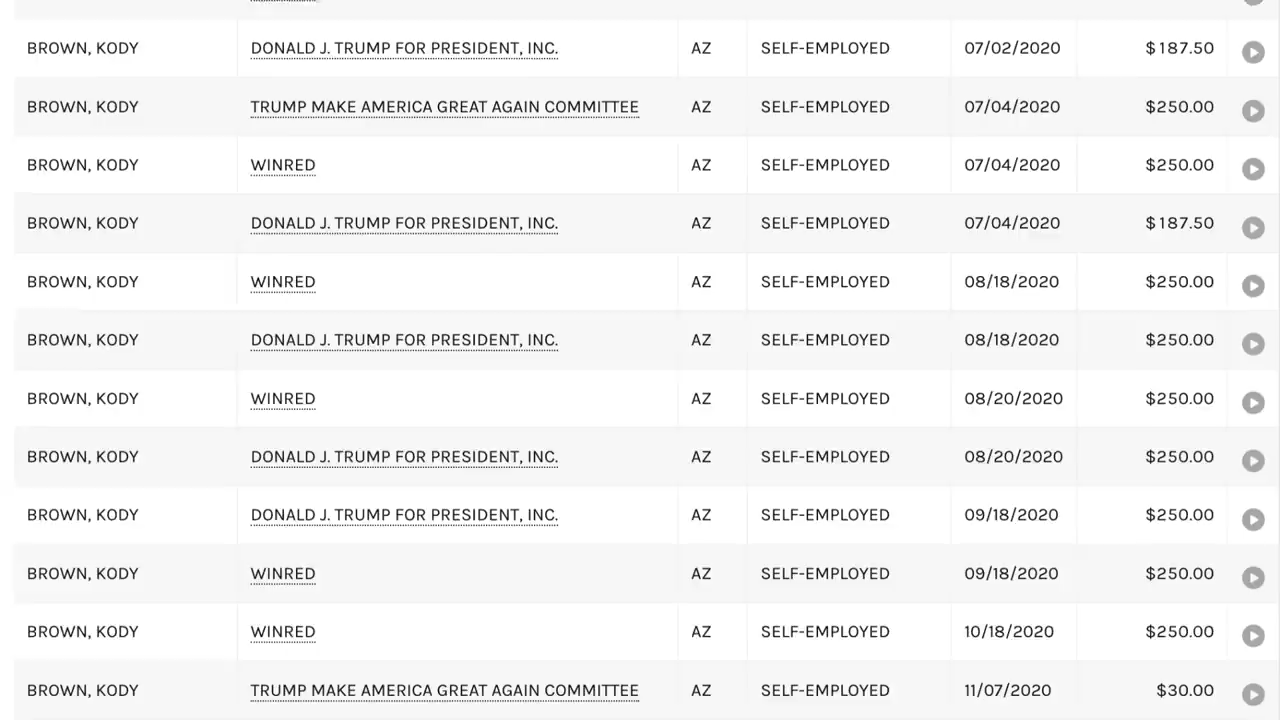 BROWN, KODY DONALD J. TRUMP FOR PRESIDENT, INC. AZ SELF-EMPLOYED 07/02/2020 $187.50
BROWN, KODY TRUMP MAKE AMERICA GREAT AGAIN COMMITTEE AZ SELF-EMPLOYED 07/04/2020 $250.00
BROWN, KODY WINRED AZ SELF-EMPLOYED 07/04/2020 $250.00
BROWN, KODY DONALD J. TRUMP FOR PRESIDENT, INC. AZ SELF-EMPLOYED 07/04/2020 $187.50
BROWN, KODY WINRED AZ SELF-EMPLOYED 08/18/2020 $250.00
BROWN, KODY DONALD J. TRUMP FOR PRESIDENT, INC. AZ SELF-EMPLOYED 08/18/2020 $250.00
BROWN, KODY WINRED AZ SELF-EMPLOYED 08/20/2020 $250.00
BROWN, KODY DONALD J. TRUMP FOR PRESIDENT, INC. AZ SELF-EMPLOYED 08/20/2020 $250.00
BROWN, KODY DONALD J. TRUMP FOR PRESIDENT, INC. AZ SELF-EMPLOYED 09/18/2020 $250.00
BROWN, KODY WINRED AZ SELF-EMPLOYED 09/18/2020 $250.00
BROWN, KODY WINRED AZ SELF-EMPLOYED 10/18/2020 $250.00
BROWN, KODY TRUMP MAKE AMERICA GREAT AGAIN COMMITTEE AZ SELF-EMPLOYED 11/07/2020 $30.00